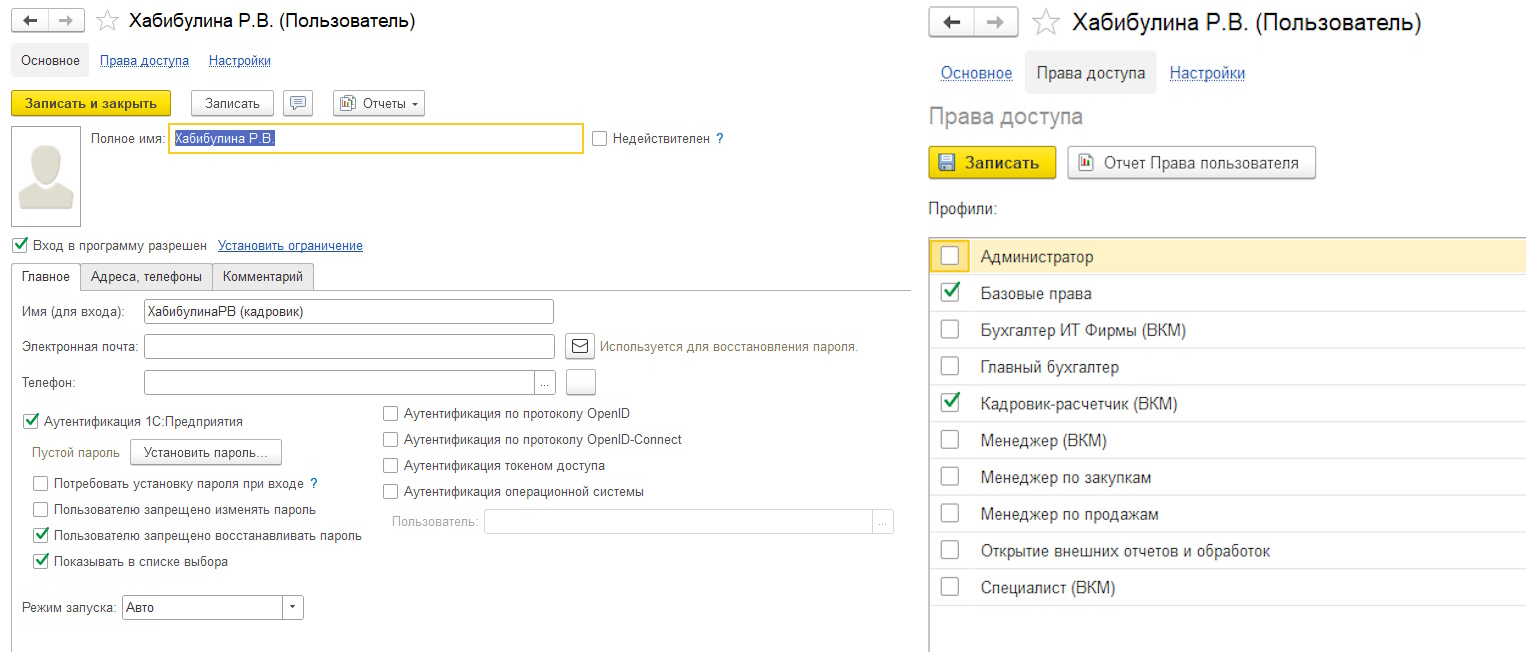 Хабибулина Р.В. (Пользователь)
Основное Права доступа Настройки
Записать и закрыть Записать Отчеты
Полное имя: Хабибулина Р.В. Недействителен ?
Вход в программу разрешен Установить ограничение
Главное Адреса, телефоны Комментарий
Имя (для входа): ХабибулинаРВ (кадровик)
Электронная почта: Используется для восстановления пароля.
Телефон: ...
Аутентификация 1С:Предприятия
Пустой пароль Установить пароль...
Потребовать установку пароля при входе ?
Пользователю запрещено изменять пароль
Пользователю запрещено восстанавливать пароль
Показывать в списке выбора
Аутентификация по протоколу OpenID
Аутентификация по протоколу OpenID-Connect
Аутентификация токеном доступа
Аутентификация операционной системы
Пользователь: ...
Режим запуска: Авто
Хабибулина Р.В. (Пользователь)
Основное Права доступа Настройки
Права доступа
Записать Отчет Права пользователя
Профили:
Администратор
Базовые права
Бухгалтер ИТ Фирмы (ВКМ)
Главный бухгалтер
Кадровик-расчетчик (ВКМ)
Менеджер (ВКМ)
Менеджер по закупкам
Менеджер по продажам
Открытие внешних отчетов и обработок
Специалист (ВКМ)